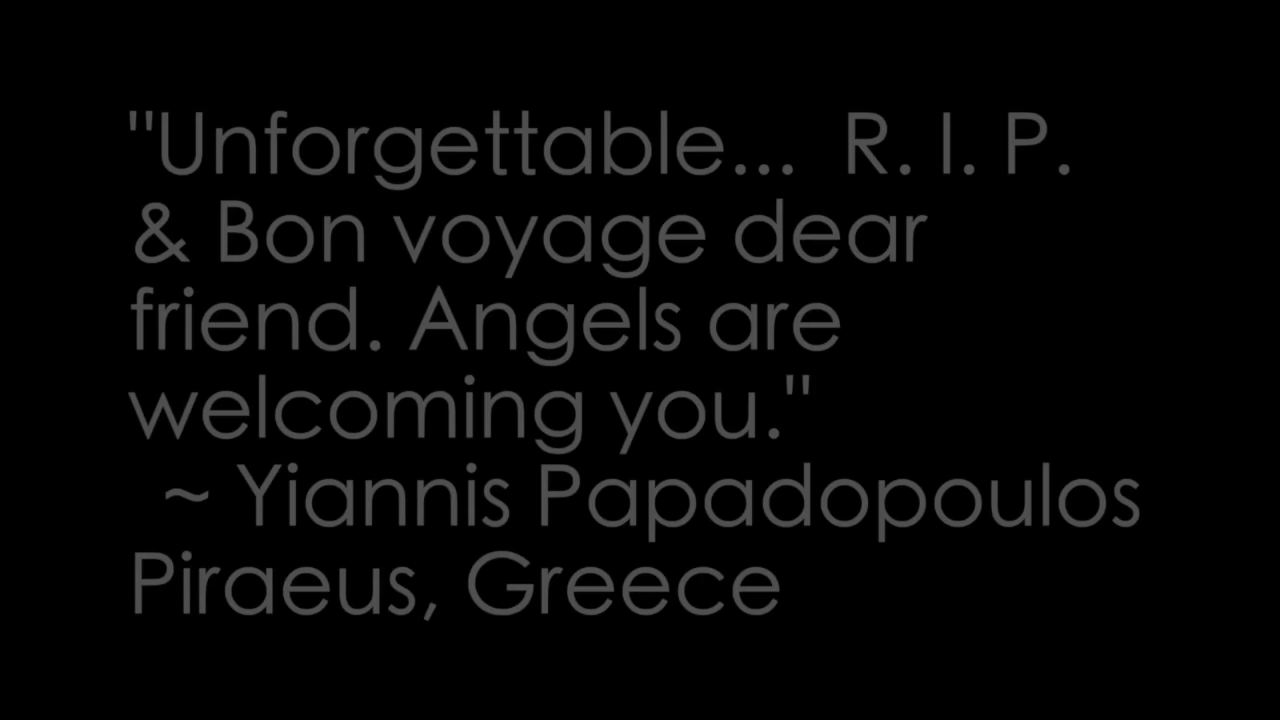 "Unforgettable...  R. I. P.
& Bon voyage dear
friend. Angels are
welcoming you."
~ Yiannis Papadopoulos
Piraeus, Greece